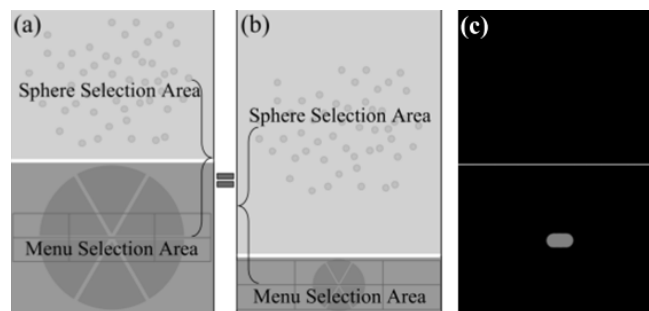 (a)
Sphere Selection Area
Menu Selection Area
(b)
Sphere Selection Area
Menu Selection Area
(c)